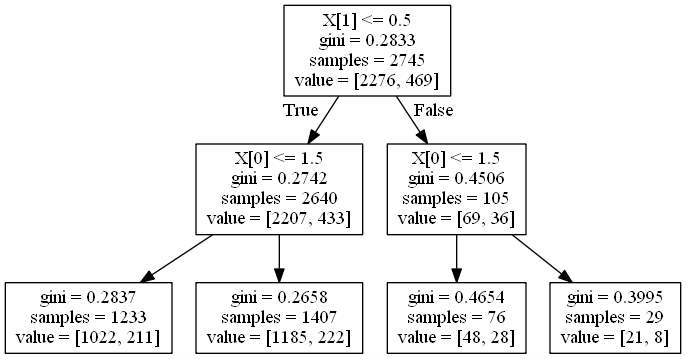 X[1] <= 0.5
gini = 0.2833
samples = 2745
value = [2276, 469]
True
False
X[0] <= 1.5
gini = 0.2742
samples = 2640
value = [2207, 433]
X[0] <= 1.5
gini = 0.4506
samples = 105
value = [69, 36]
gini = 0.2837
samples = 1233
value = [1022, 211]
gini = 0.2658
samples = 1407
value = [1185, 222]
gini = 0.4654
samples = 76
value = [48, 28]
gini = 0.3995
samples = 29
value = [21, 8]